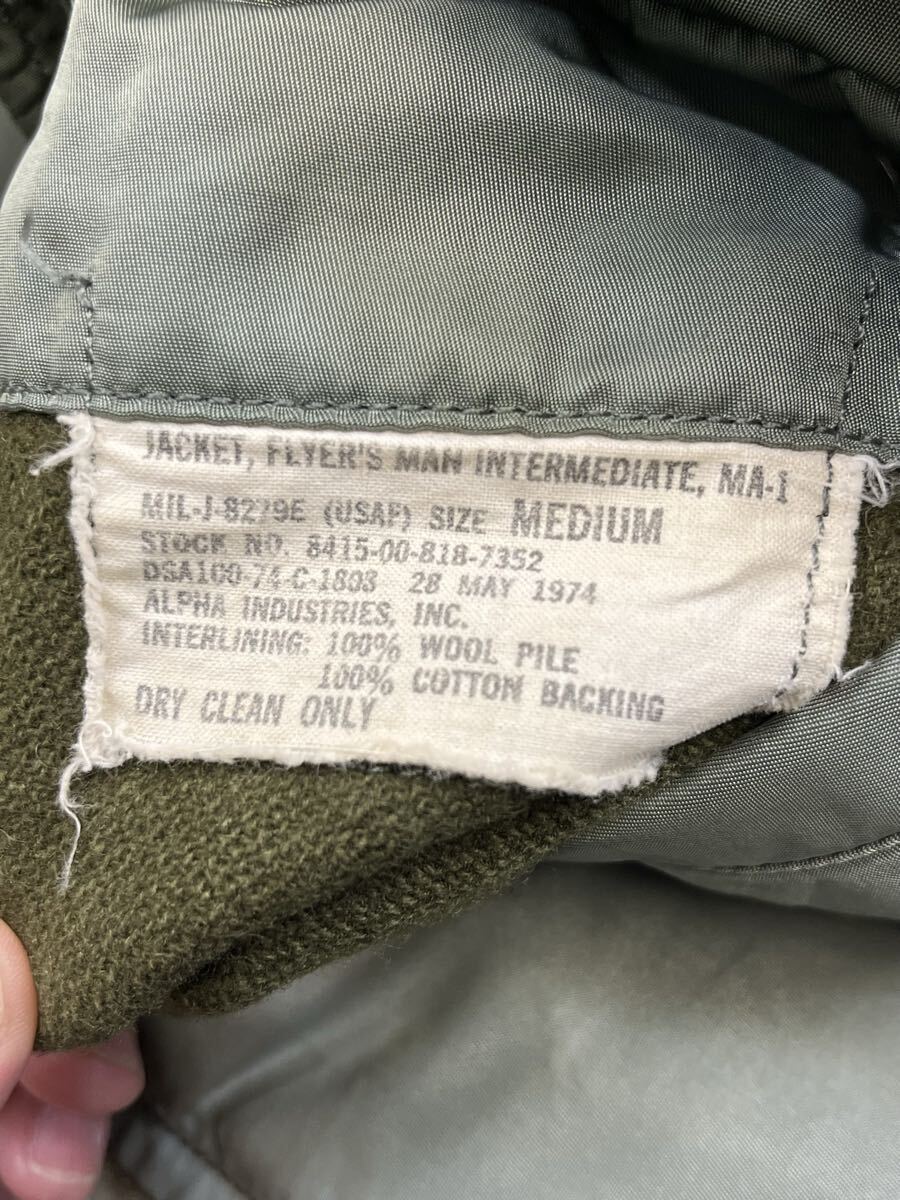 JACKET, FLYER'S MAN INTERMEDIATE, MA-1
MIL-J-8279E (USAF) SIZE MEDIUM
STOCK NO. 8415-00-818-7352
DSA100-74-C-1803 28 MAY 1974
ALPHA INDUSTRIES, INC.
INTERLINING: 100% WOOL PILE
100% COTTON BACKING
DRY CLEAN ONLY